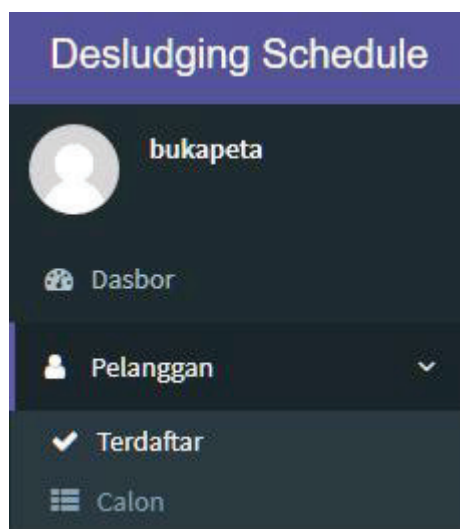 Desludging Schedule
bukapeta
Dasbor
Pelanggan
Terdaftar
Calon